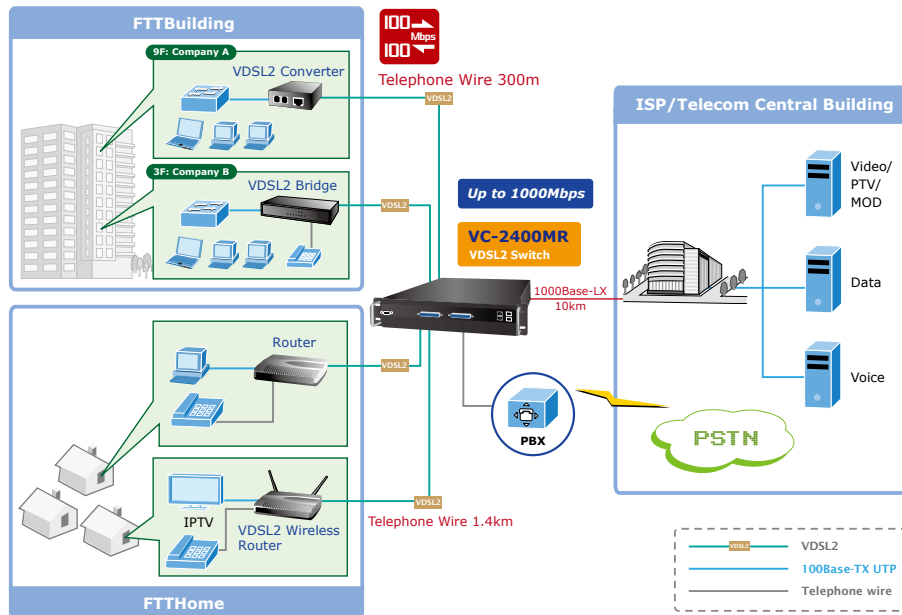 FTTBuilding
100
Mbps
100
Telephone Wire 300m
9F: Company A
VDSL2 Converter
VDSL2
3F: Company B
VDSL2 Bridge
VDSL2
Up to 1000Mbps
VC-2400MR
VDSL2 Switch
ISP/Telecom Central Building
Video/
PTV/
MOD
Data
Voice
1000Base-LX
10km
Router
VDSL2
PBX
PSTN
IPTV
VDSL2 Wireless
Router
VDSL2
Telephone Wire 1.4km
FTTHome
VDSL2
VDSL2
100Base-TX UTP
Telephone wire